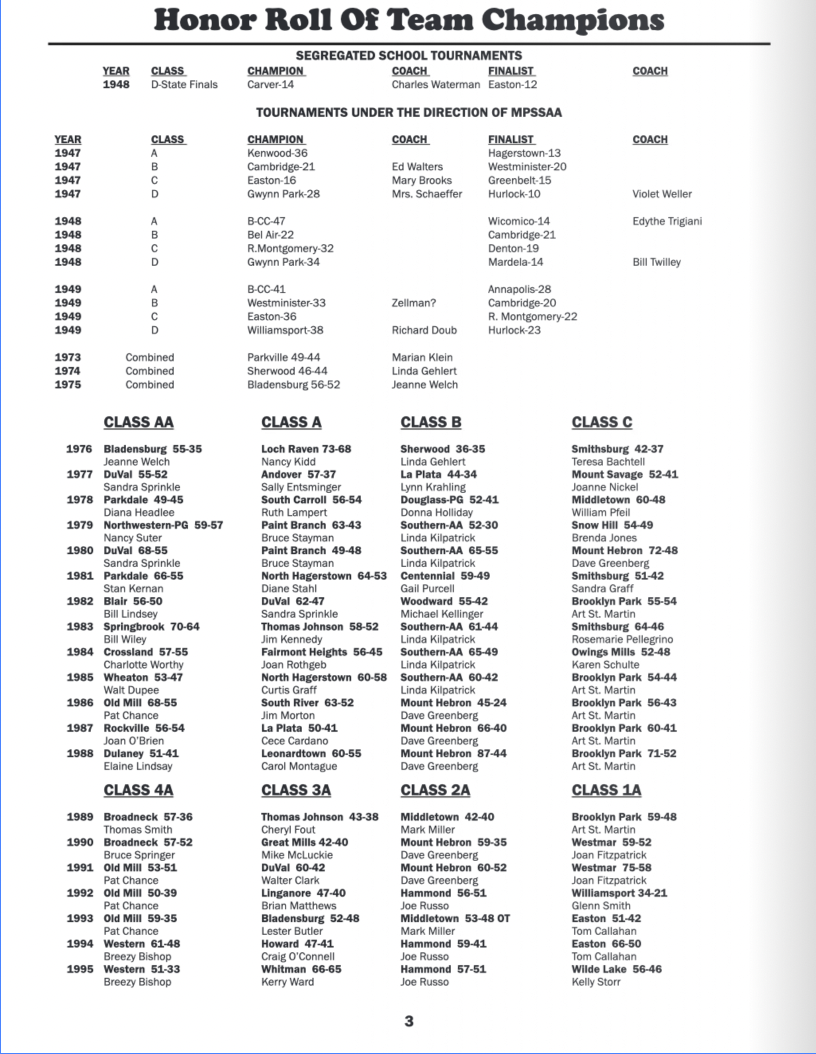 Honor Roll Of Team Champions
SEGREGATED SCHOOL TOURNAMENTS
YEAR CLASS CHAMPION COACH FINALIST COACH
1948 D-State Finals Carver-14 Charles Waterman Easton-12
TOURNAMENTS UNDER THE DIRECTION OF MPSSAA
YEAR CLASS CHAMPION COACH FINALIST COACH
1947 A Kenwood-36 Hagerstown-13
1947 B Cambridge-21 Ed Walters Westminister-20
1947 C Easton-16 Mary Brooks Greenbelt-15
1947 D Gwynn Park-28 Mrs. Schaeffer Hurlock-10 Violet Weller
1948 A B-CC-47 Wicomico-14 Edythe Trigiani
1948 B Bel Air-22 Cambridge-21
1948 C R.Montgomery-32 Denton-19
1948 D Gwynn Park-34 Mardela-14 Bill Twilley
1949 A B-CC-41 Annapolis-28
1949 B Westminister-33 Zellman? Cambridge-20
1949 C Easton-36 R. Montgomery-22
1949 D Williamsport-38 Richard Doub Hurlock-23
1973 Combined Parkville 49-44 Marian Klein
1974 Combined Sherwood 46-44 Linda Gehlert
1975 Combined Bladensburg 56-52 Jeanne Welch
CLASS AA CLASS A CLASS B CLASS C
1976 Bladensburg 55-35 Loch Raven 73-68 Sherwood 36-35 Smithsburg 42-37
Jeanne Welch Nancy Kidd Linda Gehlert Teresa Bachtell
1977 DuVal 55-52 Andover 57-37 La Plata 44-34 Mount Savage 52-41
Sandra Sprinkle Sally Entsminger Lynn Krahling Joanne Nickel
1978 Parkdale 49-45 South Carroll 56-54 Douglass-PG 52-41 Middletown 60-48
Diana Headlee Ruth Lampert Donna Holliday William Pfeil
1979 Northwestern-PG 59-57 Paint Branch 63-43 Southern-AA 52-30 Snow Hill 54-49
Nancy Suter Bruce Stayman Linda Kilpatrick Brenda Jones
1980 DuVal 68-55 Paint Branch 49-48 Southern-AA 65-55 Mount Hebron 72-48
Sandra Sprinkle Bruce Stayman Linda Kilpatrick Dave Greenberg
1981 Parkdale 66-55 North Hagerstown 64-53 Centennial 59-49 Smithsburg 51-42
Stan Kernan Diane Stahl Gail Purcell Sandra Graff
1982 Blair 56-50 DuVal 62-47 Woodward 55-42 Brooklyn Park 55-54
Bill Lindsey Sandra Sprinkle Michael Kellinger Art St. Martin
1983 Springbrook 70-64 Thomas Johnson 58-52 Southern-AA 61-44 Smithsburg 64-46
Bill Wiley Jim Kennedy Linda Kilpatrick Rosemarie Pellegrino
1984 Crossland 57-55 Fairmont Heights 56-45 Southern-AA 65-49 Owings Mills 52-48
Charlotte Worthy Joan Rothgeb Linda Kilpatrick Karen Schulte
1985 Wheaton 53-47 North Hagerstown 60-58 Southern-AA 60-42 Brooklyn Park 54-44
Walt Dupee Curtis Graff Linda Kilpatrick Art St. Martin
1986 Old Mill 68-55 South River 63-52 Mount Hebron 45-24 Brooklyn Park 56-43
Pat Chance Jim Morton Dave Greenberg Art St. Martin
1987 Rockville 56-54 La Plata 50-41 Mount Hebron 66-40 Brooklyn Park 60-41
Joan O'Brien Cece Cardano Dave Greenberg Art St. Martin
1988 Dulaney 51-41 Leonardtown 60-55 Mount Hebron 87-44 Brooklyn Park 71-52
Elaine Lindsay Carol Montague Dave Greenberg Art St. Martin
CLASS 4A CLASS 3A CLASS 2A CLASS 1A
1989 Broadneck 57-36 Thomas Johnson 43-38 Middletown 42-40 Brooklyn Park 59-48
Thomas Smith Cheryl Fout Mark Miller Art St. Martin
1990 Broadneck 57-52 Great Mills 42-40 Mount Hebron 59-35 Westmar 59-52
Bruce Springer Mike McLuckie Dave Greenberg Joan Fitzpatrick
1991 Old Mill 53-51 DuVal 60-42 Mount Hebron 60-52 Westmar 75-58
Pat Chance Walter Clark Dave Greenberg Joan Fitzpatrick
1992 Old Mill 50-39 Linganore 47-40 Hammond 56-51 Williamsport 34-21
Pat Chance Brian Matthews Joe Russo Glenn Smith
1993 Old Mill 59-35 Bladensburg 52-48 Middletown 53-48 OT Easton 51-42
Pat Chance Lester Butler Mark Miller Tom Callahan
1994 Western 61-48 Howard 47-41 Hammond 59-41 Easton 66-50
Breezy Bishop Craig O'Connell Joe Russo Tom Callahan
1995 Western 51-33 Whitman 66-65 Hammond 57-51 Wilde Lake 56-46
Breezy Bishop Kerry Ward Joe Russo Kelly Storr
3